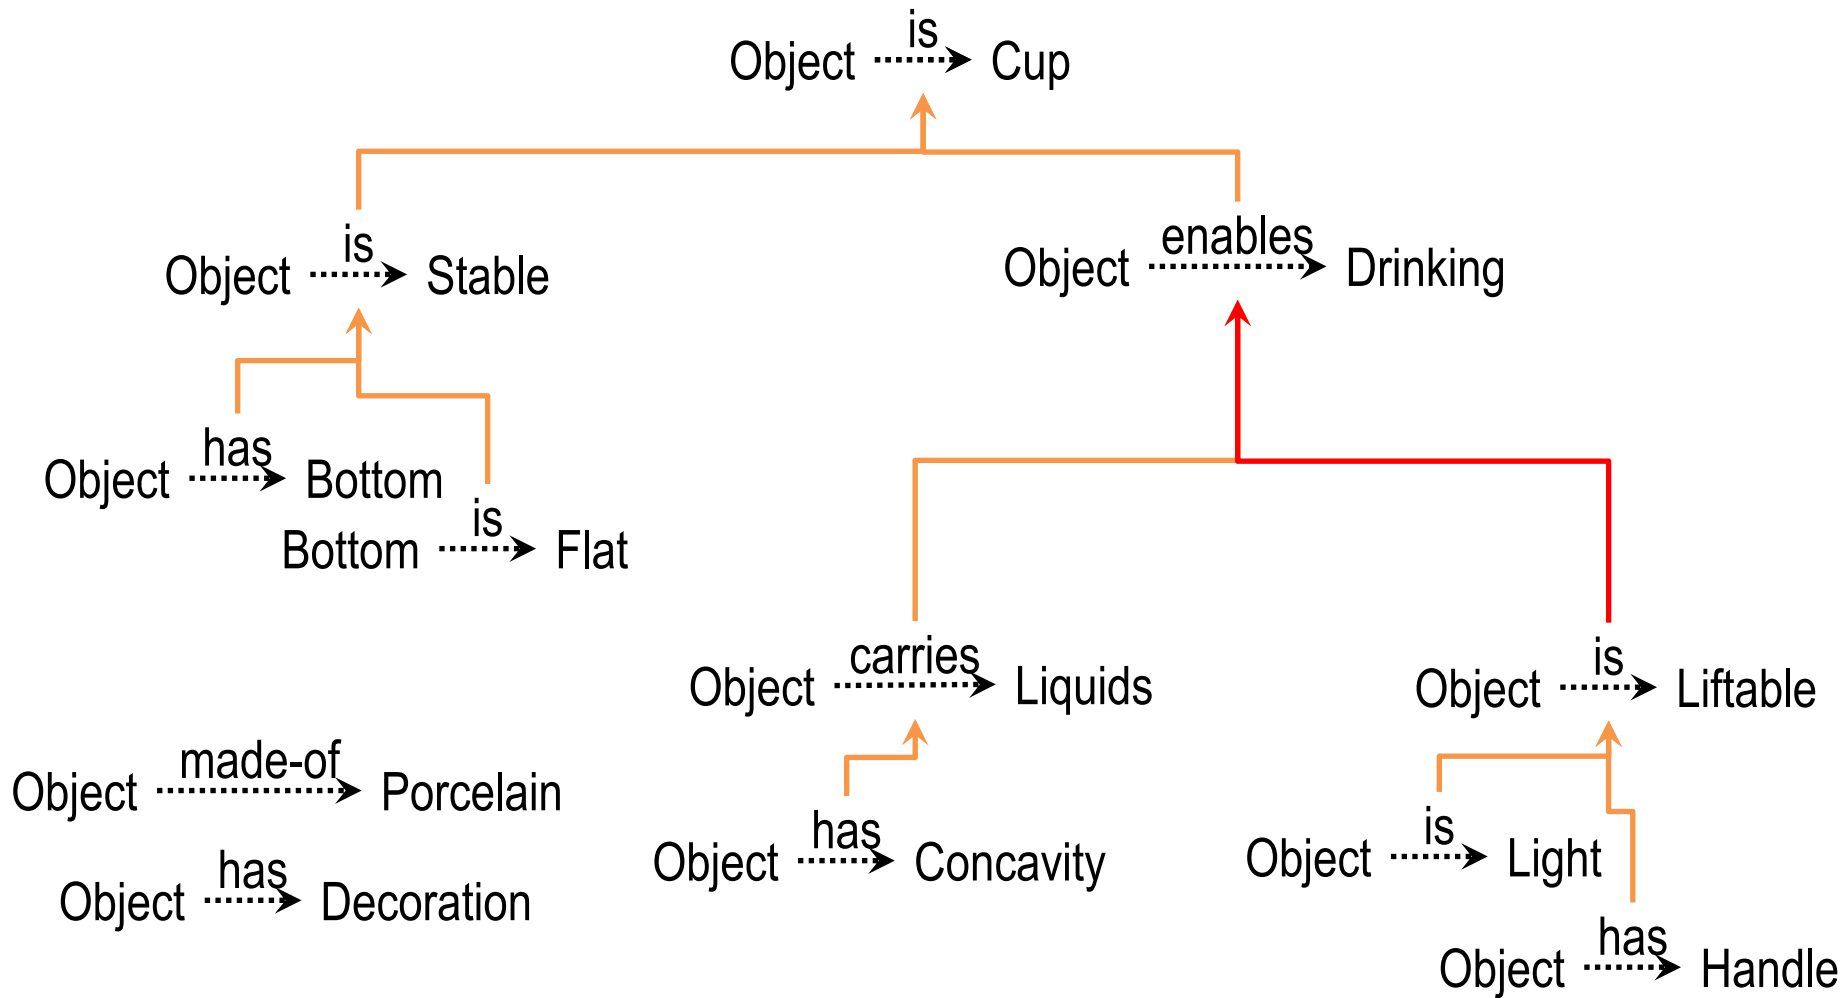 Object is Cup
Object is Stable
Object enables Drinking
Object has Bottom
Bottom is Flat
Object carries Liquids
Object is Liftable
Object made-of Porcelain
Object has Concavity
Object is Light
Object has Decoration
Object has Handle